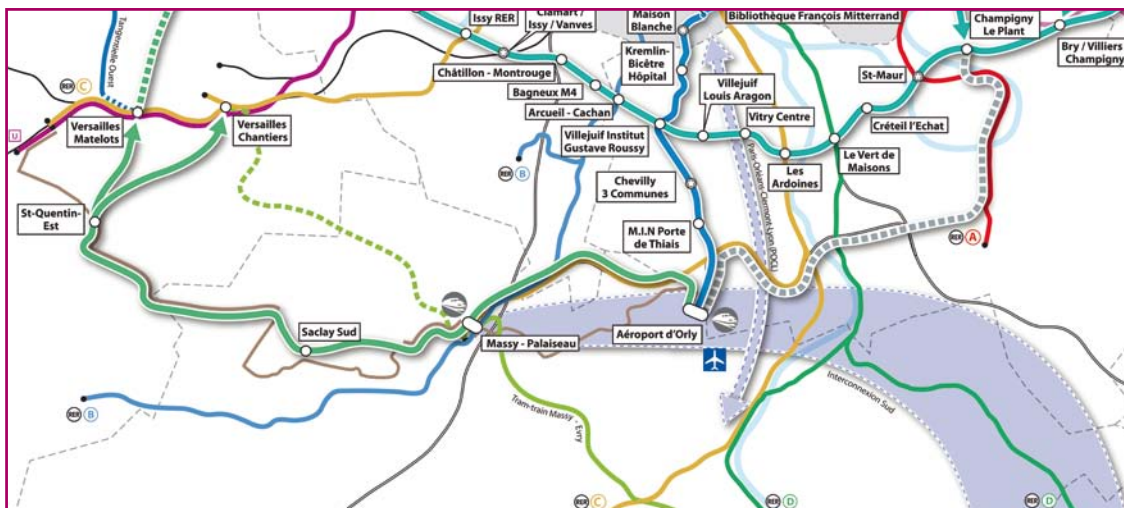 Tangentielle Ouest
Issy RER
Clamart /
Issy / Vanves
Maison
Blanche
Bibliothèque François Mitterrand
Champigny
Le Plant
Bry / Villiers
Champigny
Châtillon - Montrouge
Kremlin-
Bicêtre
Hôpital
St-Maur
RER C
Bagneux M4
Villejuif
Louis Aragon
Arcueil - Cachan
Vitry Centre
Créteil l'Echat
U
Versailles
Matelots
Versailles
Chantiers
Villejuif Institut
Gustave Roussy
Le Vert de
Maisons
Les
Ardoines
RER B
Paris-Orléans-Clermont-Lyon (POCL)
Chevilly
3 Communes
St-Quentin-
Est
M.I.N Porte
de Thiais
RER A
Saclay Sud
Massy - Palaiseau
Aéroport d'Orly
Interconnexion Sud
RER B
Tram-train Massy - Evry
RER C
RER D
RER D